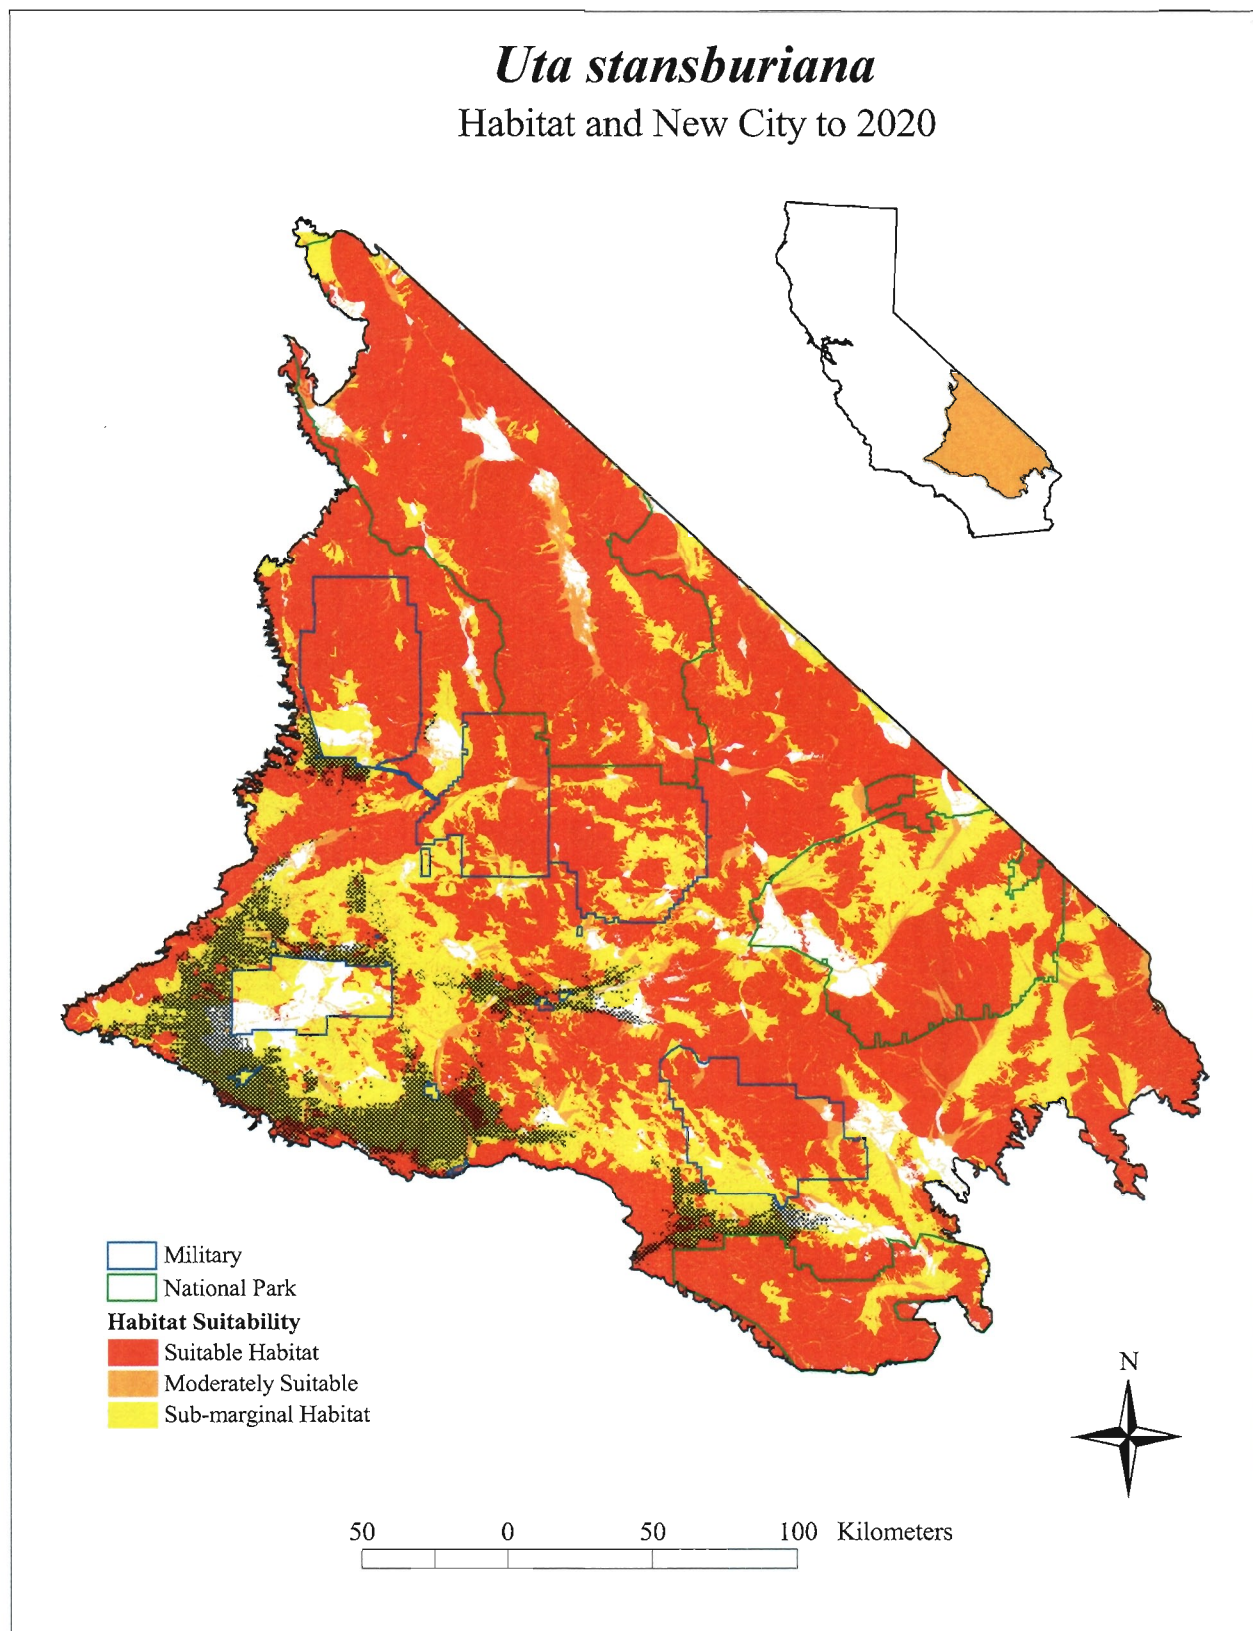 Uta stansburiana
Habitat and New City to 2020
Military
National Park
Habitat Suitability
Suitable Habitat
Moderately Suitable
Sub-marginal Habitat
N
50 0 50 100 Kilometers